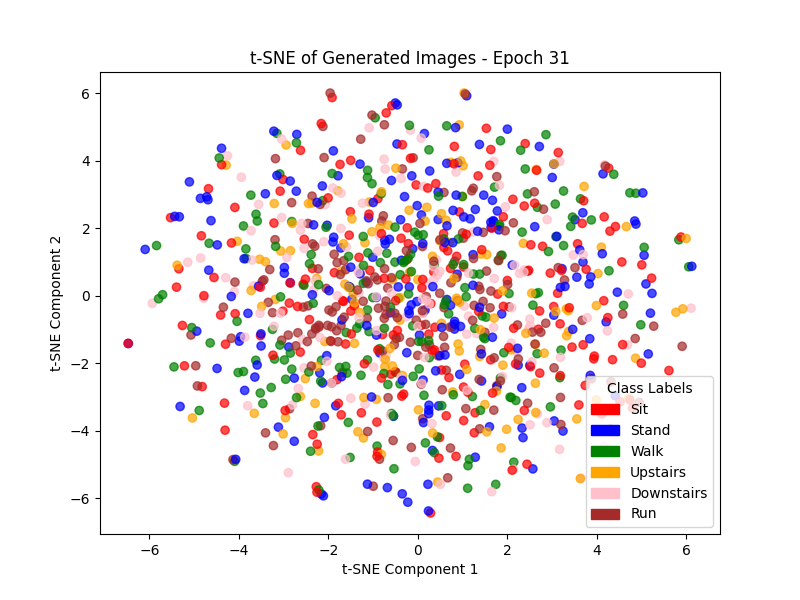 t-SNE of Generated Images - Epoch 31
t-SNE Component 2
6
4
2
0
−2
−4
−6
−6
−4
−2
0
2
4
6
t-SNE Component 1
Class Labels
Sit
Stand
Walk
Upstairs
Downstairs
Run